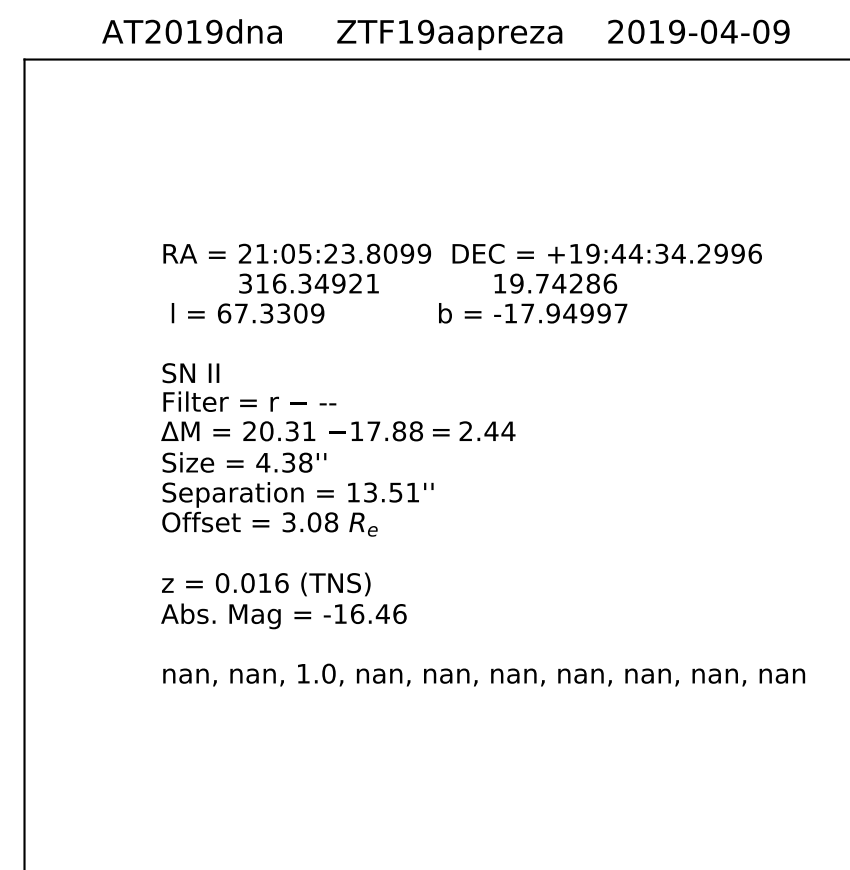 AT2019dna ZTF19aapreza 2019-04-09
RA = 21:05:23.8099 DEC = +19:44:34.2996
316.34921 19.74286
l = 67.3309 b = -17.94997
SN II
Filter = r − --
ΔM = 20.31 −17.88 = 2.44
Size = 4.38''
Separation = 13.51''
Offset = 3.08 Rₑ
z = 0.016 (TNS)
Abs. Mag = -16.46
nan, nan, 1.0, nan, nan, nan, nan, nan, nan, nan